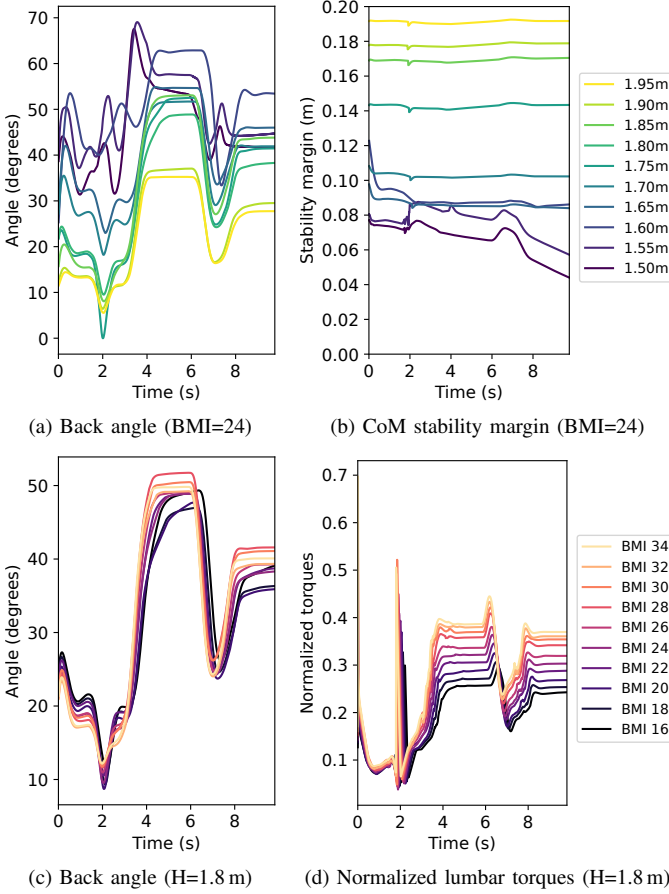 Angle (degrees)
70
60
50
40
30
20
10
0
0 2 4 6 8
Time (s)
(a) Back angle (BMI=24)
Stability margin (m)
0.20
0.18
0.16
0.14
0.12
0.10
0.08
0.06
0.04
0.02
0.00
0 2 4 6 8
Time (s)
(b) CoM stability margin (BMI=24)
1.95m
1.90m
1.85m
1.80m
1.75m
1.70m
1.65m
1.60m
1.55m
1.50m
Angle (degrees)
50
40
30
20
10
0 2 4 6 8
Time (s)
(c) Back angle (H=1.8 m)
Normalized torques
0.7
0.6
0.5
0.4
0.3
0.2
0.1
0 2 4 6 8
Time (s)
(d) Normalized lumbar torques (H=1.8 m)
BMI 34
BMI 32
BMI 30
BMI 28
BMI 26
BMI 24
BMI 22
BMI 20
BMI 18
BMI 16